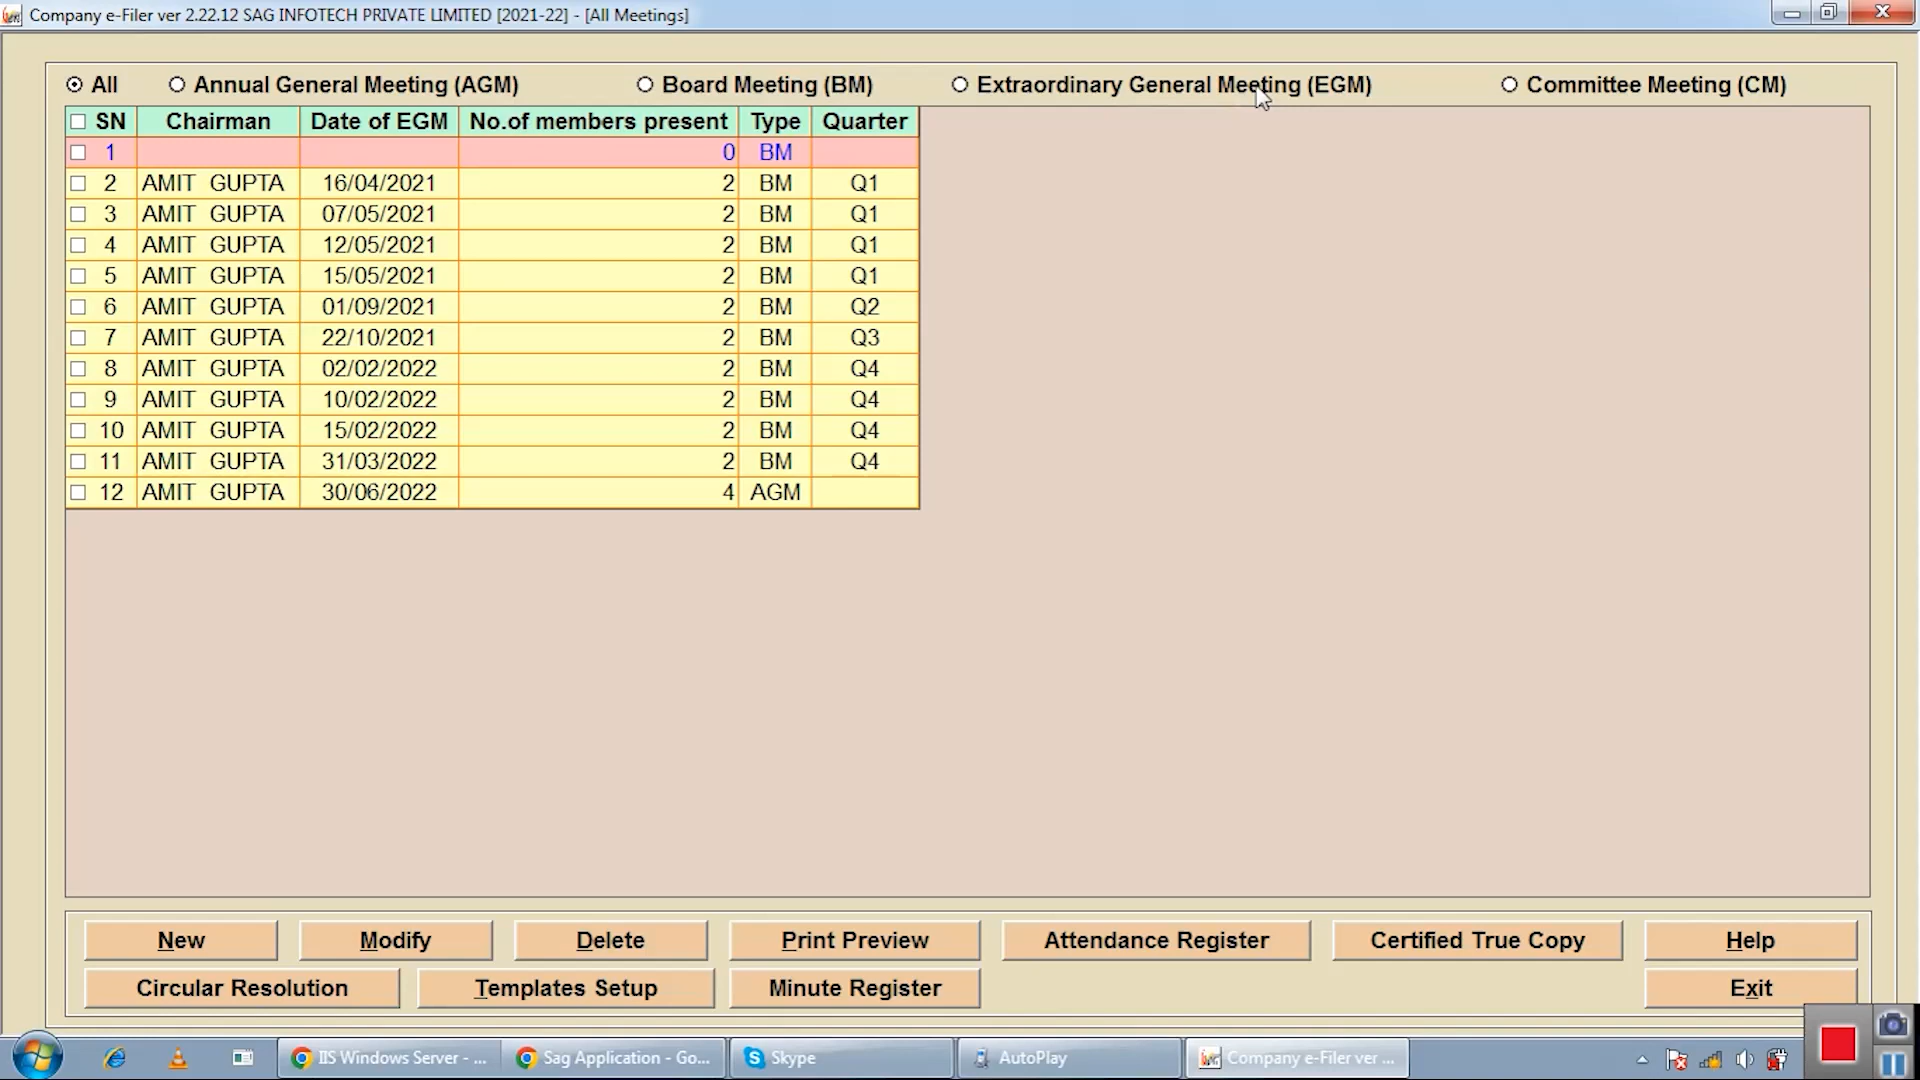 Company e-Filer ver 2.22.12 SAG INFOTECH PRIVATE LIMITED [2021-22] - [All Meetings]
All Annual General Meeting (AGM) Board Meeting (BM) Extraordinary General Meeting (EGM) Committee Meeting (CM)
SN Chairman Date of EGM No.of members present Type Quarter
1 0 BM
2 AMIT GUPTA 16/04/2021 2 BM Q1
3 AMIT GUPTA 07/05/2021 2 BM Q1
4 AMIT GUPTA 12/05/2021 2 BM Q1
5 AMIT GUPTA 15/05/2021 2 BM Q1
6 AMIT GUPTA 01/09/2021 2 BM Q2
7 AMIT GUPTA 22/10/2021 2 BM Q3
8 AMIT GUPTA 02/02/2022 2 BM Q4
9 AMIT GUPTA 10/02/2022 2 BM Q4
10 AMIT GUPTA 15/02/2022 2 BM Q4
11 AMIT GUPTA 31/03/2022 2 BM Q4
12 AMIT GUPTA 30/06/2022 4 AGM
New Modify Delete Print Preview Attendance Register Certified True Copy Help
Circular Resolution Templates Setup Minute Register Exit
IIS Windows Server - ... Sag Application - Go... Skype AutoPlay Company e-Filer ver ...